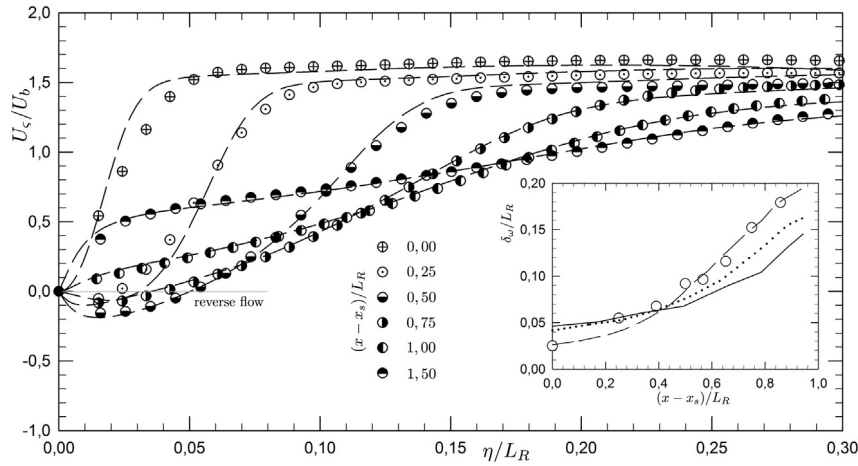 2,0
1,5
1,0
0,5
0,0
-0,5
-1,0
U_ς/U_b
reverse flow
(x−x_s)/L_R
0,00
0,25
0,50
0,75
1,00
1,50
0,20
0,15
0,10
0,05
0,00
δ_ω/L_R
0,0 0,2 0,4 0,6 0,8 1,0
(x−x_s)/L_R
0,00 0,05 0,10 0,15 0,20 0,25 0,30
η/L_R